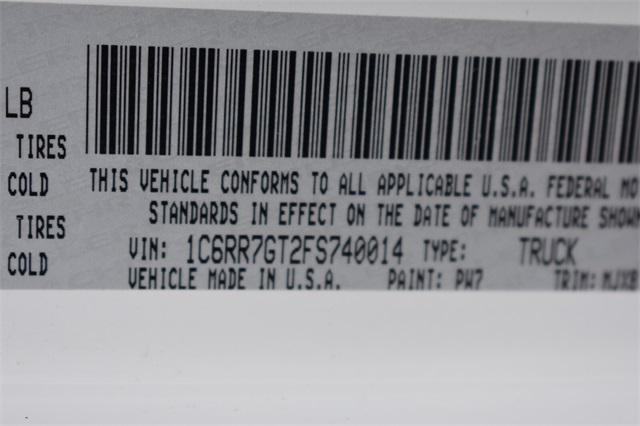 LB
TIRES
COLD
TIRES
COLD
THIS VEHICLE CONFORMS TO ALL APPLICABLE U.S.A. FEDERAL MO
STANDARDS IN EFFECT ON THE DATE OF MANUFACTURE SHOW
VIN: 1C6RR7GT2FS740014 TYPE: TRUCK
VEHICLE MADE IN U.S.A. PAINT: PW7 TRIM: MJX8